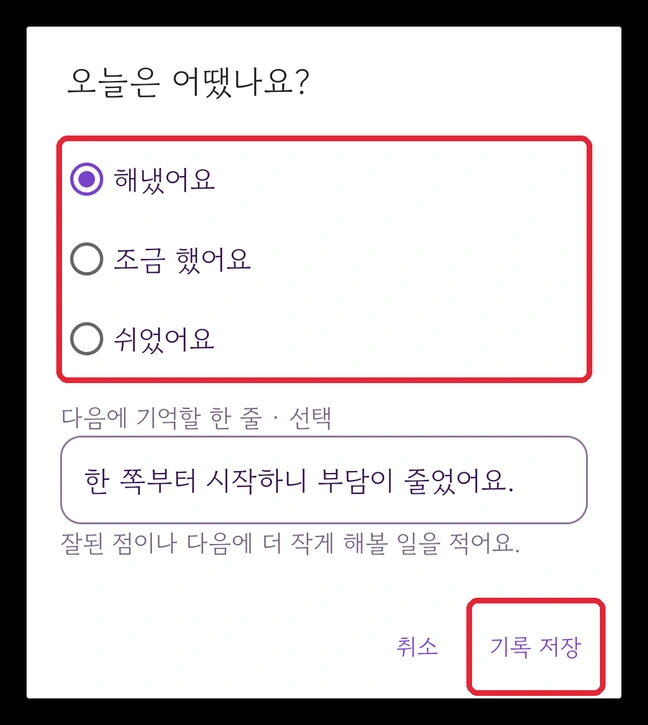 오늘은 어땠나요?
해냈어요
조금 했어요
쉬었어요
다음에 기억할 한 줄 · 선택
한 쪽부터 시작하니 부담이 줄었어요.
잘된 점이나 다음에 더 작게 해볼 일을 적어요.
취소 기록 저장